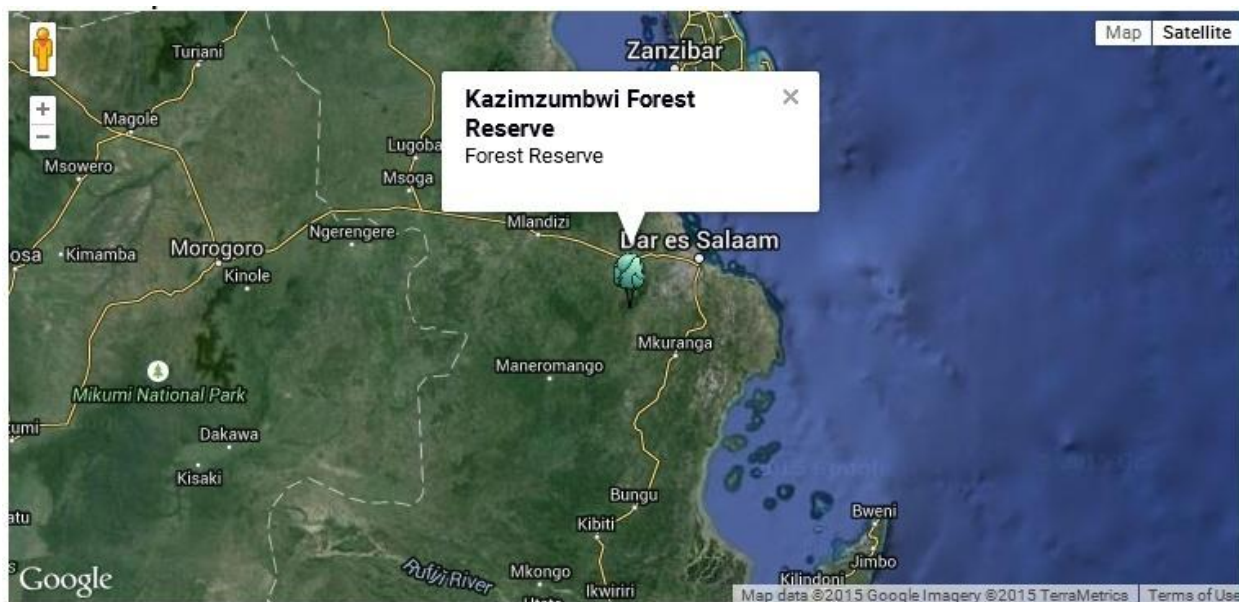 Turiani
Zanzibar
Map Satellite
Kazimzumbwi Forest
Reserve
Forest Reserve
Magole
Lugoba
Msowero
Msoga
Mlandizi
Ngerengere
Morogoro
Dar es Salaam
osa
Kimamba
Kinole
Mkuranga
Maneromango
Mikumi National Park
umi
Dakawa
Kisaki
Bungu
atu
Kibiti
Bweni
Jimbo
Rufiji River
Mkongo
Ikwiriri
Kilindoni
Google
Map data ©2015 Google Imagery ©2015 TerraMetrics Terms of Use